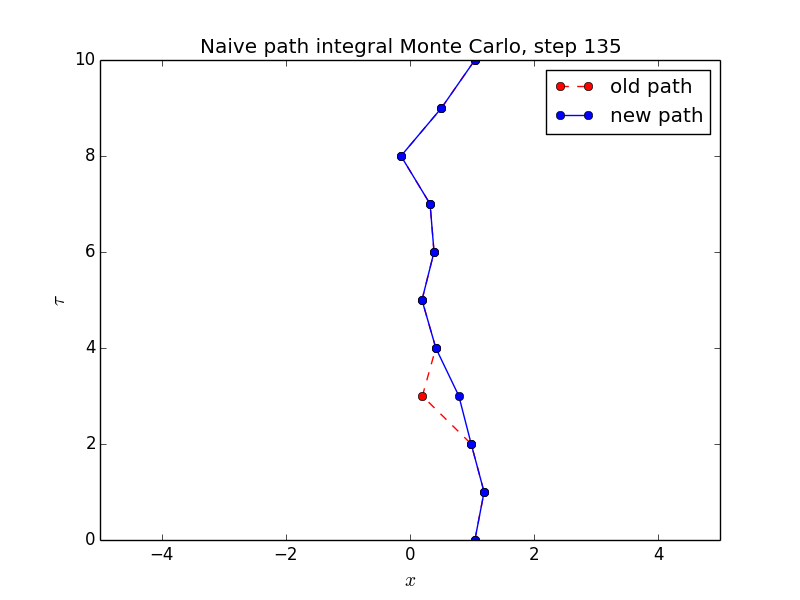 Naive path integral Monte Carlo, step 135
10
old path
new path
8
6
τ
4
2
0
−4
−2
0
2
4
x